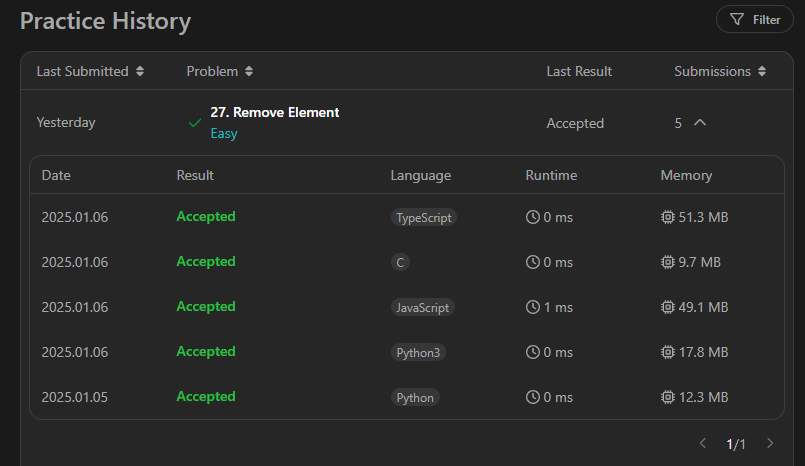 Practice History
Filter
Last Submitted Problem Last Result Submissions
Yesterday 27. Remove Element Accepted 5
Easy
Date Result Language Runtime Memory
2025.01.06 Accepted TypeScript 0 ms 51.3 MB
2025.01.06 Accepted C 0 ms 9.7 MB
2025.01.06 Accepted JavaScript 1 ms 49.1 MB
2025.01.06 Accepted Python3 0 ms 17.8 MB
2025.01.05 Accepted Python 0 ms 12.3 MB
1/1